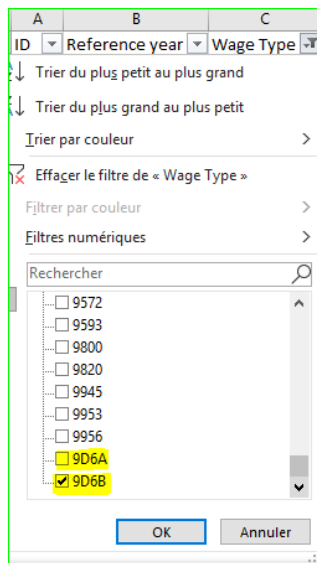 A B C
ID Reference year Wage Type
Trier du plus petit au plus grand
Trier du plus grand au plus petit
Trier par couleur
Effacer le filtre de « Wage Type »
Filtrer par couleur
Filtres numériques
Rechercher
9572
9593
9800
9820
9945
9953
9956
9D6A
9D6B
OK Annuler